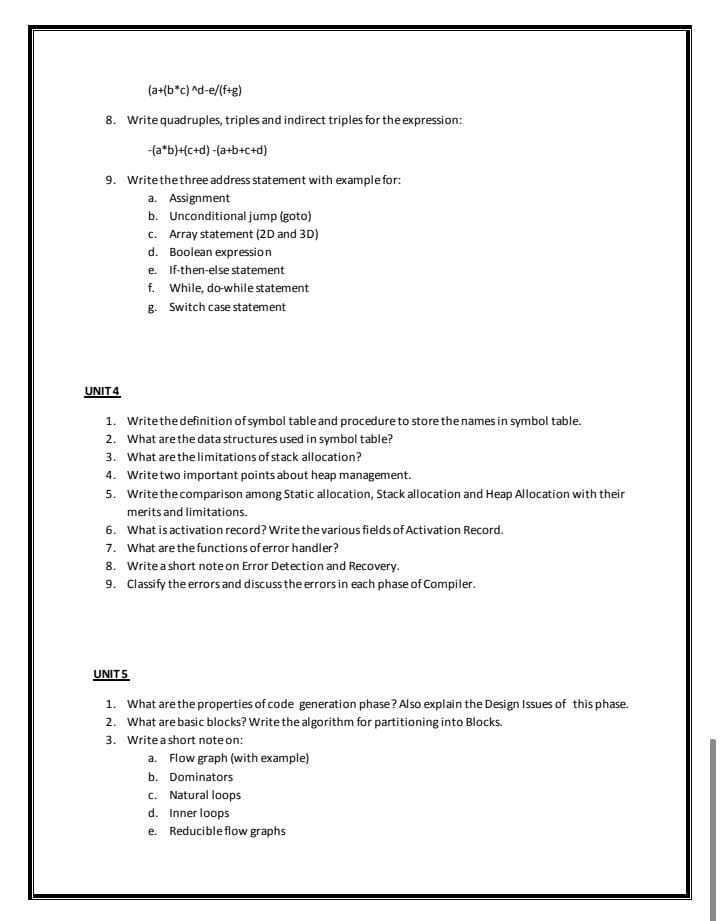 (a+(b*c) ^d-e/(f+g)
8. Write quadruples, triples and indirect triples for the expression:
-(a*b)+(c+d) -(a+b+c+d)
9. Write the three address statement with example for:
a. Assignment
b. Unconditional jump (goto)
c. Array statement (2D and 3D)
d. Boolean expression
e. If-then-else statement
f. While, do-while statement
g. Switch case statement
UNIT 4
1. Write the definition of symbol table and procedure to store the names in symbol table.
2. What are the data structures used in symbol table?
3. What are the limitations of stack allocation?
4. Write two important points about heap management.
5. Write the comparison among Static allocation, Stack allocation and Heap Allocation with their
merits and limitations.
6. What is activation record? Write the various fields of Activation Record.
7. What are the functions of error handler?
8. Write a short note on Error Detection and Recovery.
9. Classify the errors and discuss the errors in each phase of Compiler.
UNIT 5
1. What are the properties of code generation phase? Also explain the Design Issues of this phase.
2. What are basic blocks? Write the algorithm for partitioning into Blocks.
3. Write a short note on:
a. Flow graph (with example)
b. Dominators
c. Natural loops
d. Inner loops
e. Reducible flow graphs